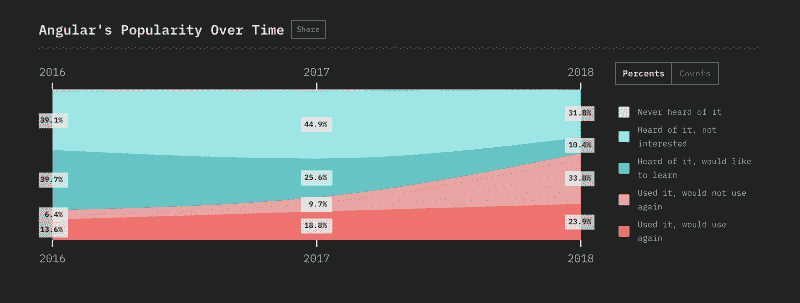 Angular's Popularity Over Time Share
2016 2017 2018
Percents Counts
39.1% 44.9% 31.8%
39.7% 25.6% 10.4%
6.4% 9.7% 33.8%
13.6% 18.8% 23.9%
2016 2017 2018
Never heard of it
Heard of it, not
interested
Heard of it, would like
to learn
Used it, would not use
again
Used it, would use
again